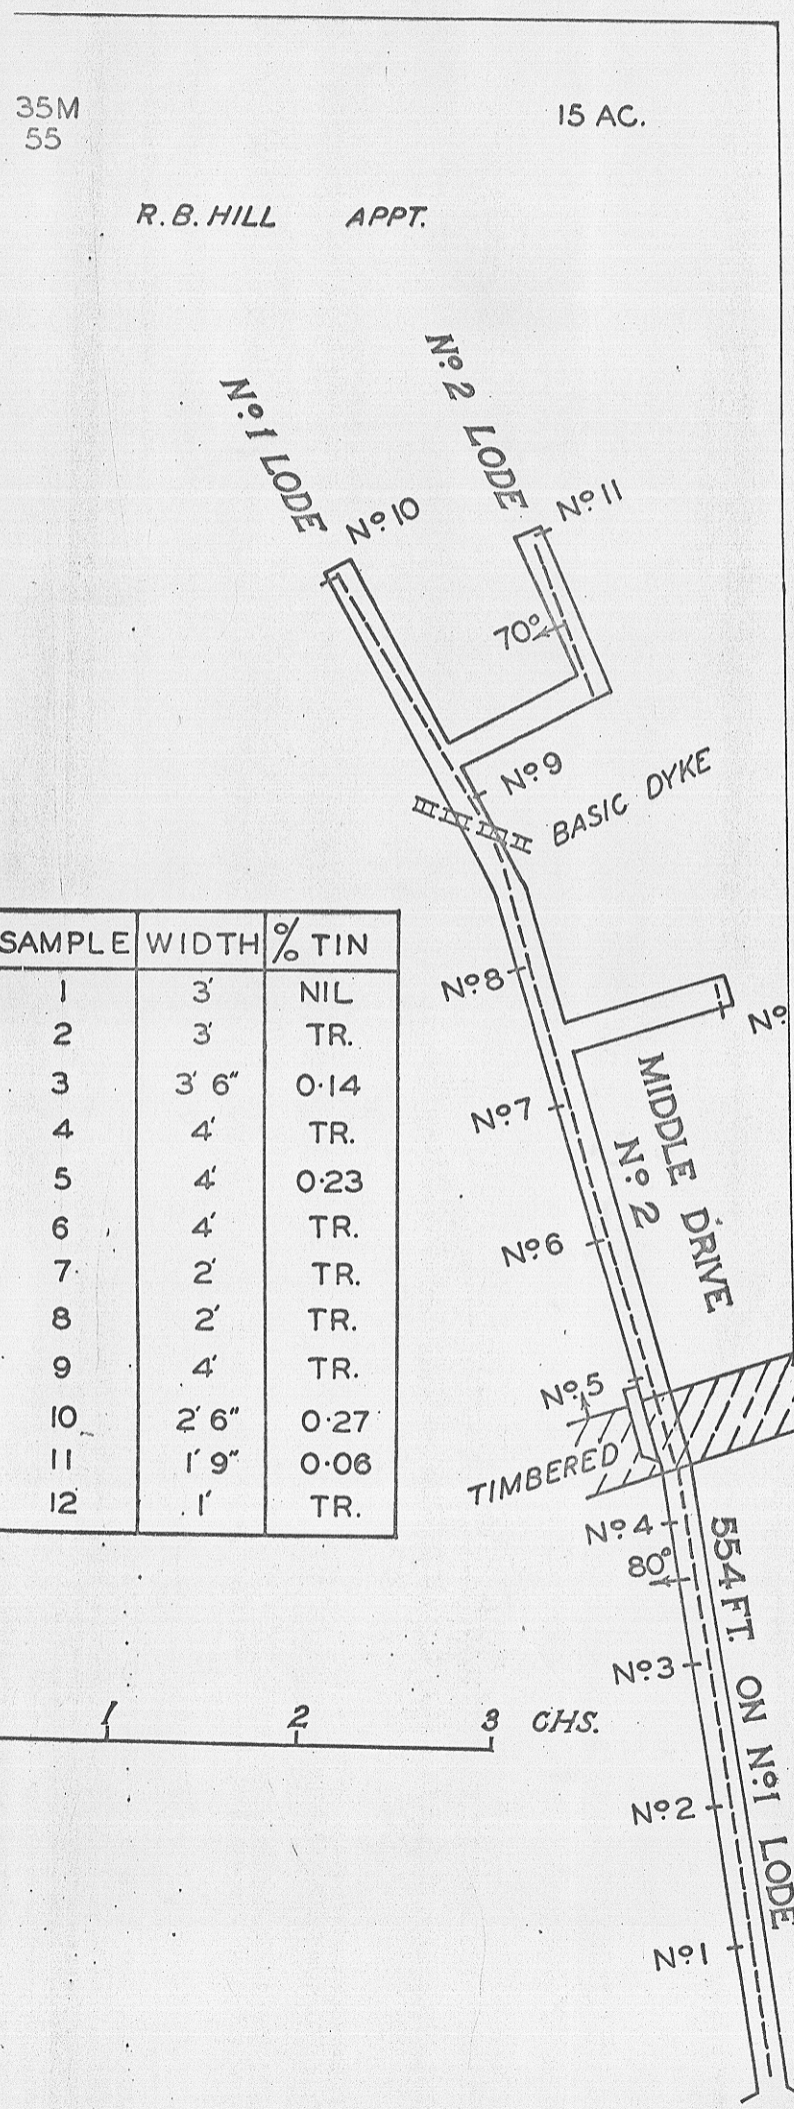 35M
55
15 AC.
R. B. HILL APPT.
Nº 1 LODE
Nº 2 LODE
Nº 10
Nº 11
70°
Nº 9
BASIC DYKE
SAMPLE WIDTH % TIN
1 3' NIL
2 3' TR.
3 3' 6" 0·14
4 4' TR.
5 4' 0·23
6 4' TR.
7 2' TR.
8 2' TR.
9 4' TR.
10 2' 6" 0·27
11 1' 9" 0·06
12 1' TR.
Nº 8
Nº
MIDDLE DRIVE
Nº 2
Nº 7
Nº 6
Nº 5
TIMBERED
Nº 4
80°
554 FT. ON Nº 1 LODE
Nº 3
1 2 3 CHS.
Nº 2
Nº 1